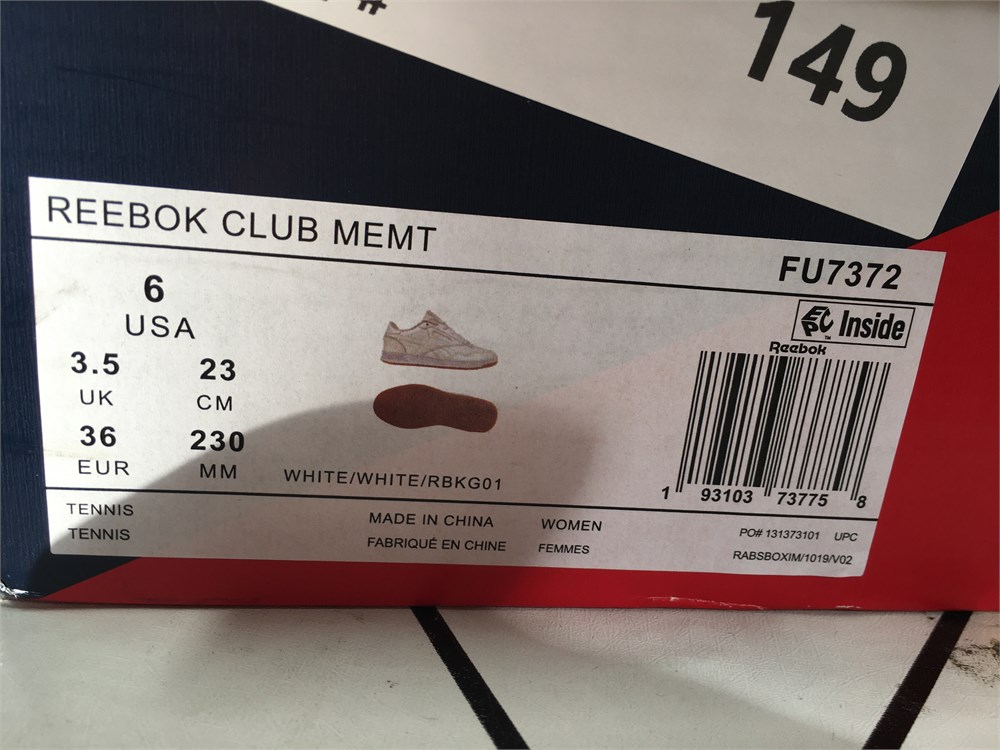 #
149
REEBOK CLUB MEMT
FU7372
6
USA
3.5
UK
23
CM
36
EUR
230
MM
WHITE/WHITE/RBKG01
EPC Inside
Reebok
1 93103 73775 8
TENNIS
TENNIS
MADE IN CHINA
FABRIQUÉ EN CHINE
WOMEN
FEMMES
PO# 131373101 UPC
RABSBOXIM/1019/V02